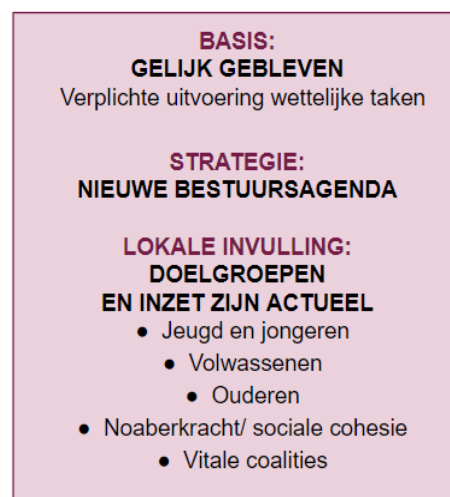 BASIS:
GELIJK GEBLEVEN
Verplichte uitvoering wettelijke taken
STRATEGIE:
NIEUWE BESTUURSAGENDA
LOKALE INVULLING:
DOELGROEPEN
EN INZET ZIJN ACTUEEL
● Jeugd en jongeren
● Volwassenen
● Ouderen
● Noaberkracht/ sociale cohesie
● Vitale coalities